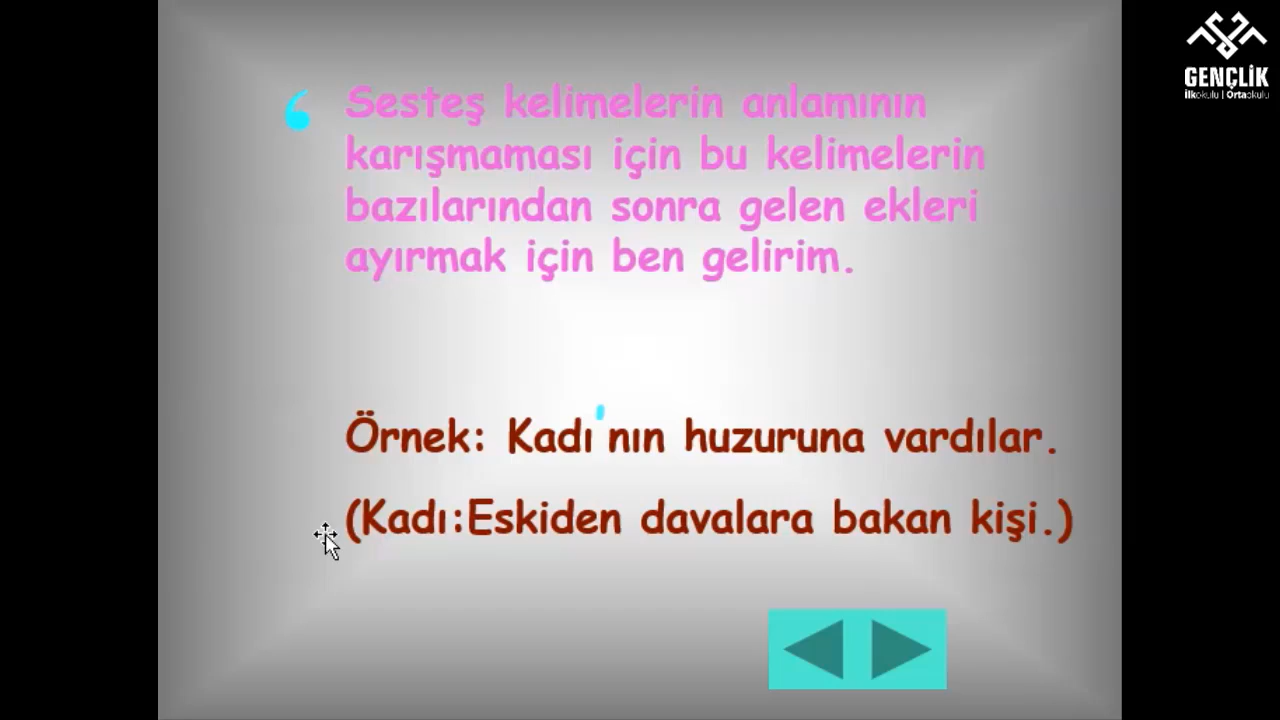 GENÇLİK
İlkokulu | Ortaokulu
‘ Sesteş kelimelerin anlamının
karışmaması için bu kelimelerin
bazılarından sonra gelen ekleri
ayırmak için ben gelirim.
Örnek: Kadı'nın huzuruna vardılar.
(Kadı:Eskiden davalara bakan kişi.)